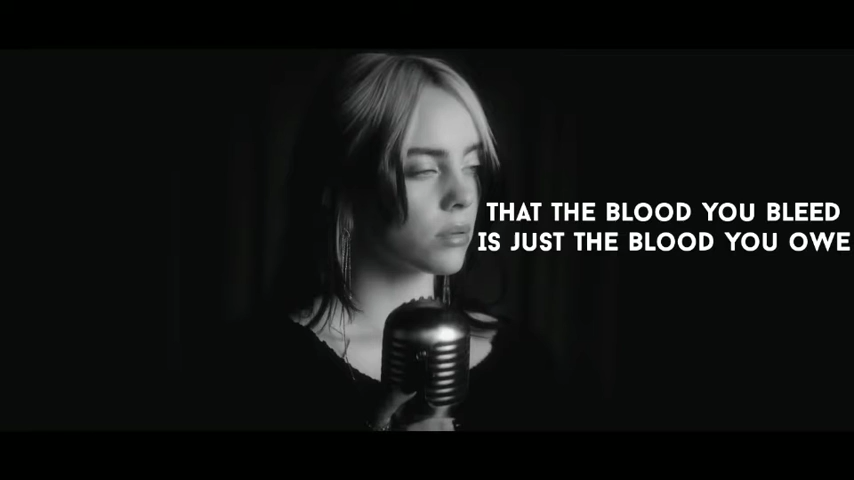 THAT THE BLOOD YOU BLEED
IS JUST THE BLOOD YOU OWE